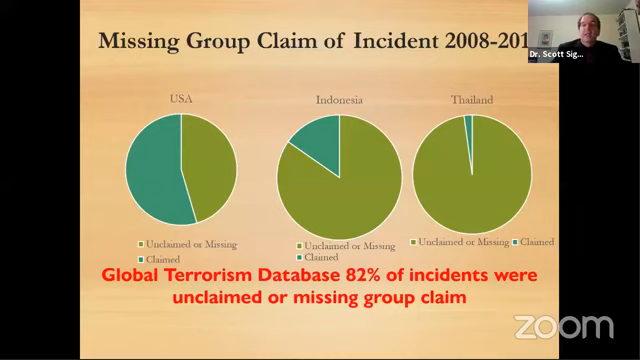 Missing Group Claim of Incident 2008-201
Dr. Scott Sig...
USA
Indonesia
Thailand
Unclaimed or Missing
Claimed
Unclaimed or Missing
Claimed
Unclaimed or Missing Claimed
Global Terrorism Database 82% of incidents were
unclaimed or missing group claim
zoom